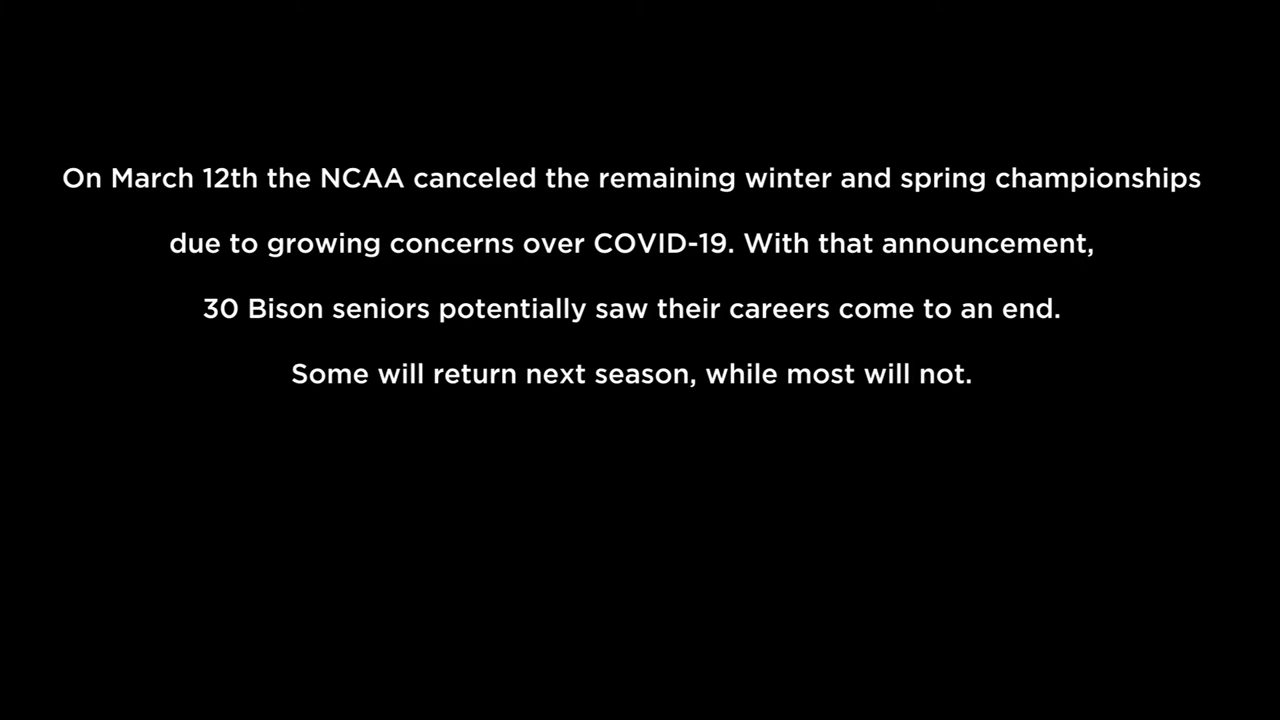 On March 12th the NCAA canceled the remaining winter and spring championships
due to growing concerns over COVID-19. With that announcement,
30 Bison seniors potentially saw their careers come to an end.
Some will return next season, while most will not.